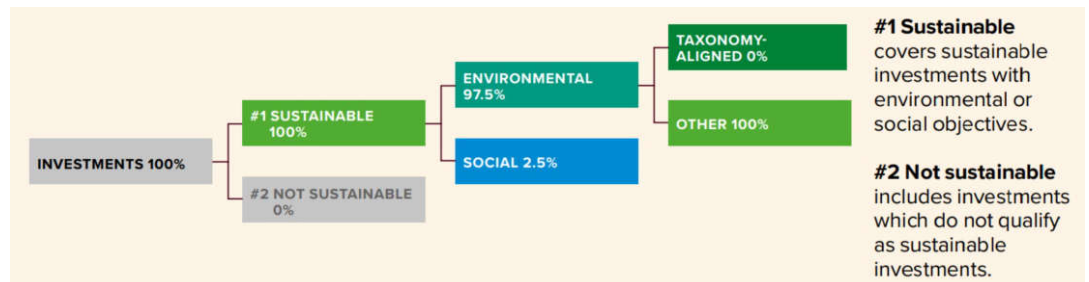 INVESTMENTS 100%
#1 SUSTAINABLE
100%
#2 NOT SUSTAINABLE
0%
ENVIRONMENTAL
97.5%
SOCIAL 2.5%
TAXONOMY-
ALIGNED 0%
OTHER 100%
#1 Sustainable
covers sustainable
investments with
environmental or
social objectives.
#2 Not sustainable
includes investments
which do not qualify
as sustainable
investments.